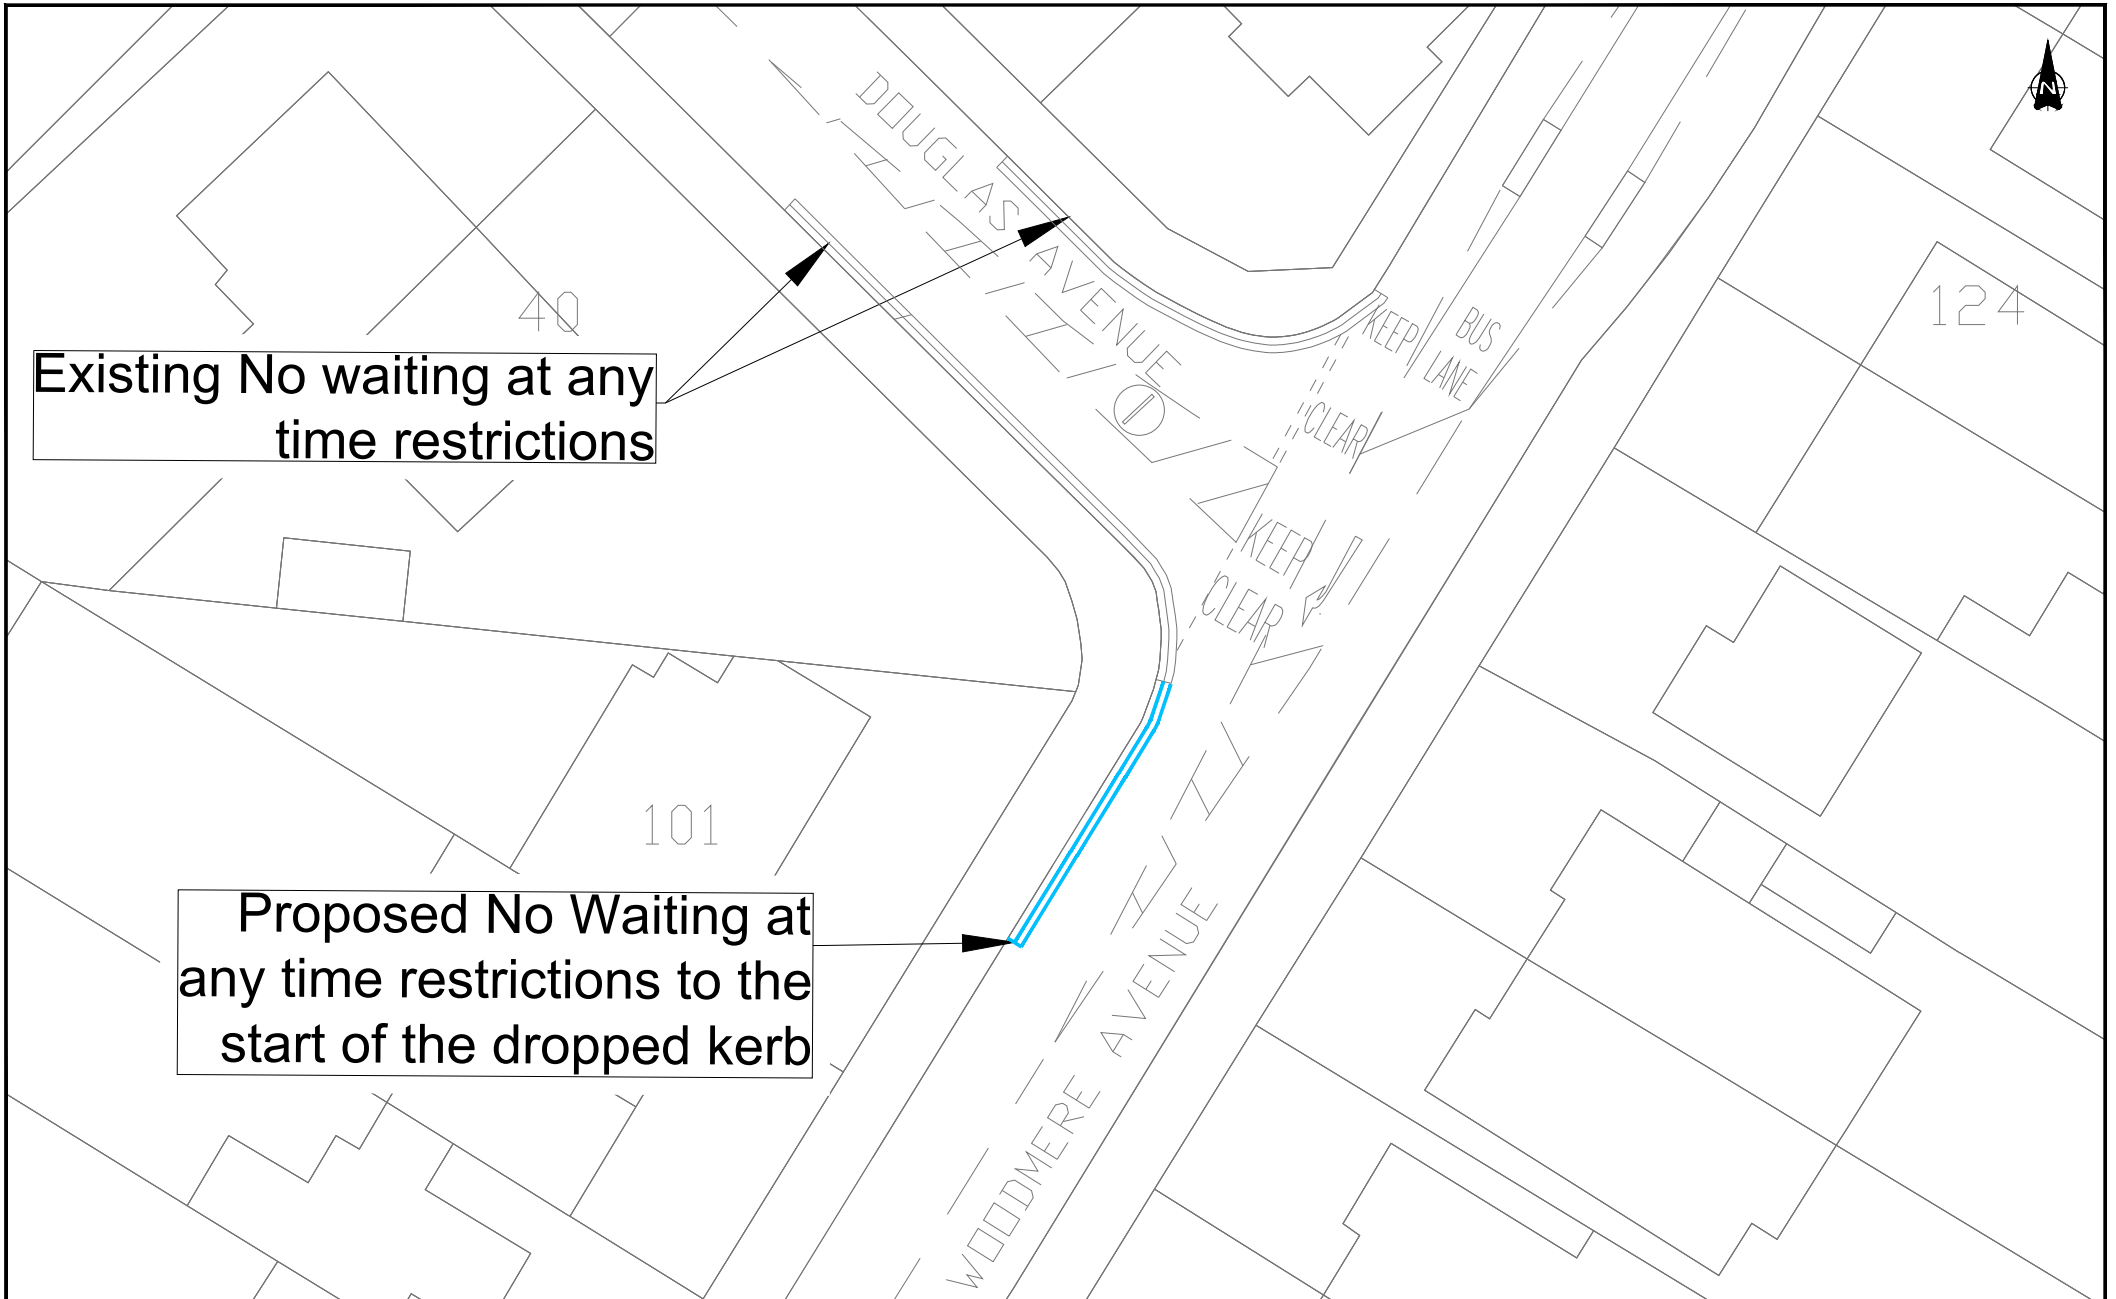 N
DOUGLAS AVENUE
40
124
KEEP
CLEAR
BUS
LANE
Existing No waiting at any
time restrictions
KEEP
CLEAR
101
Proposed No Waiting at
any time restrictions to the
start of the dropped kerb
WOODMERE AVENUE